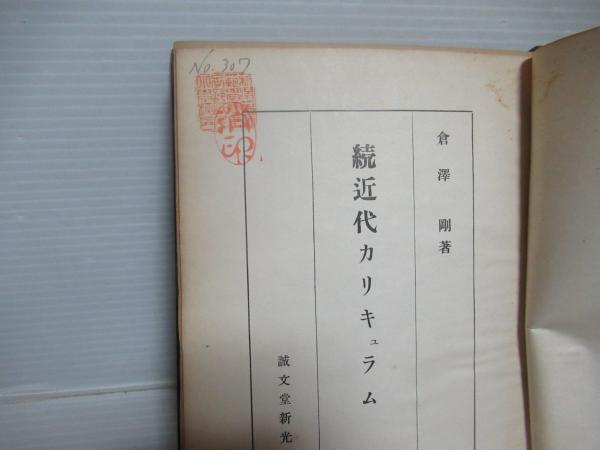 No. 307
倉澤 剛著
続近代カリキュラム
誠文堂新光